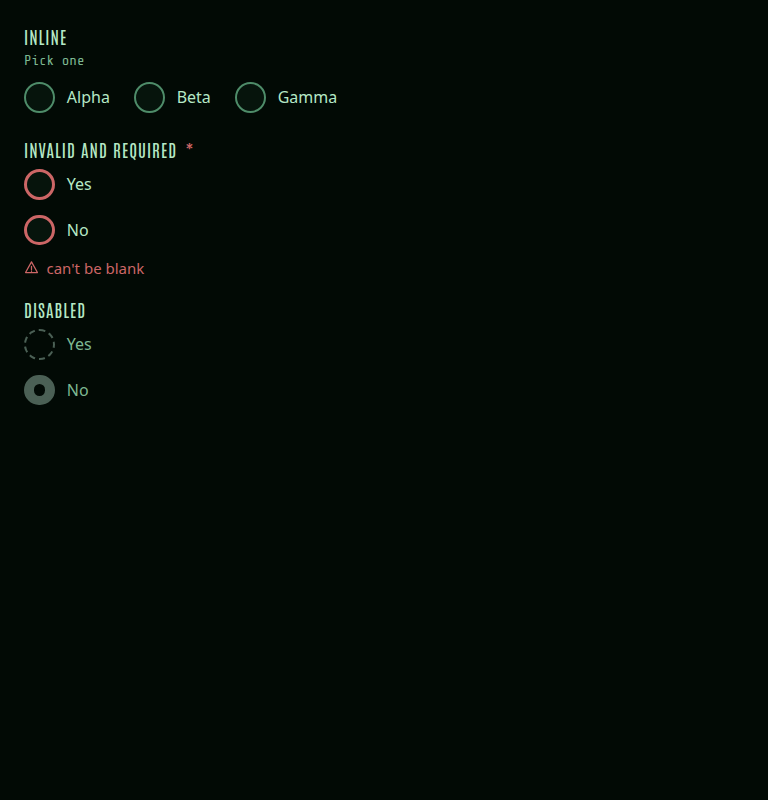 INLINE
Pick one
Alpha Beta Gamma
INVALID AND REQUIRED *
Yes
No
can't be blank
DISABLED
Yes
No